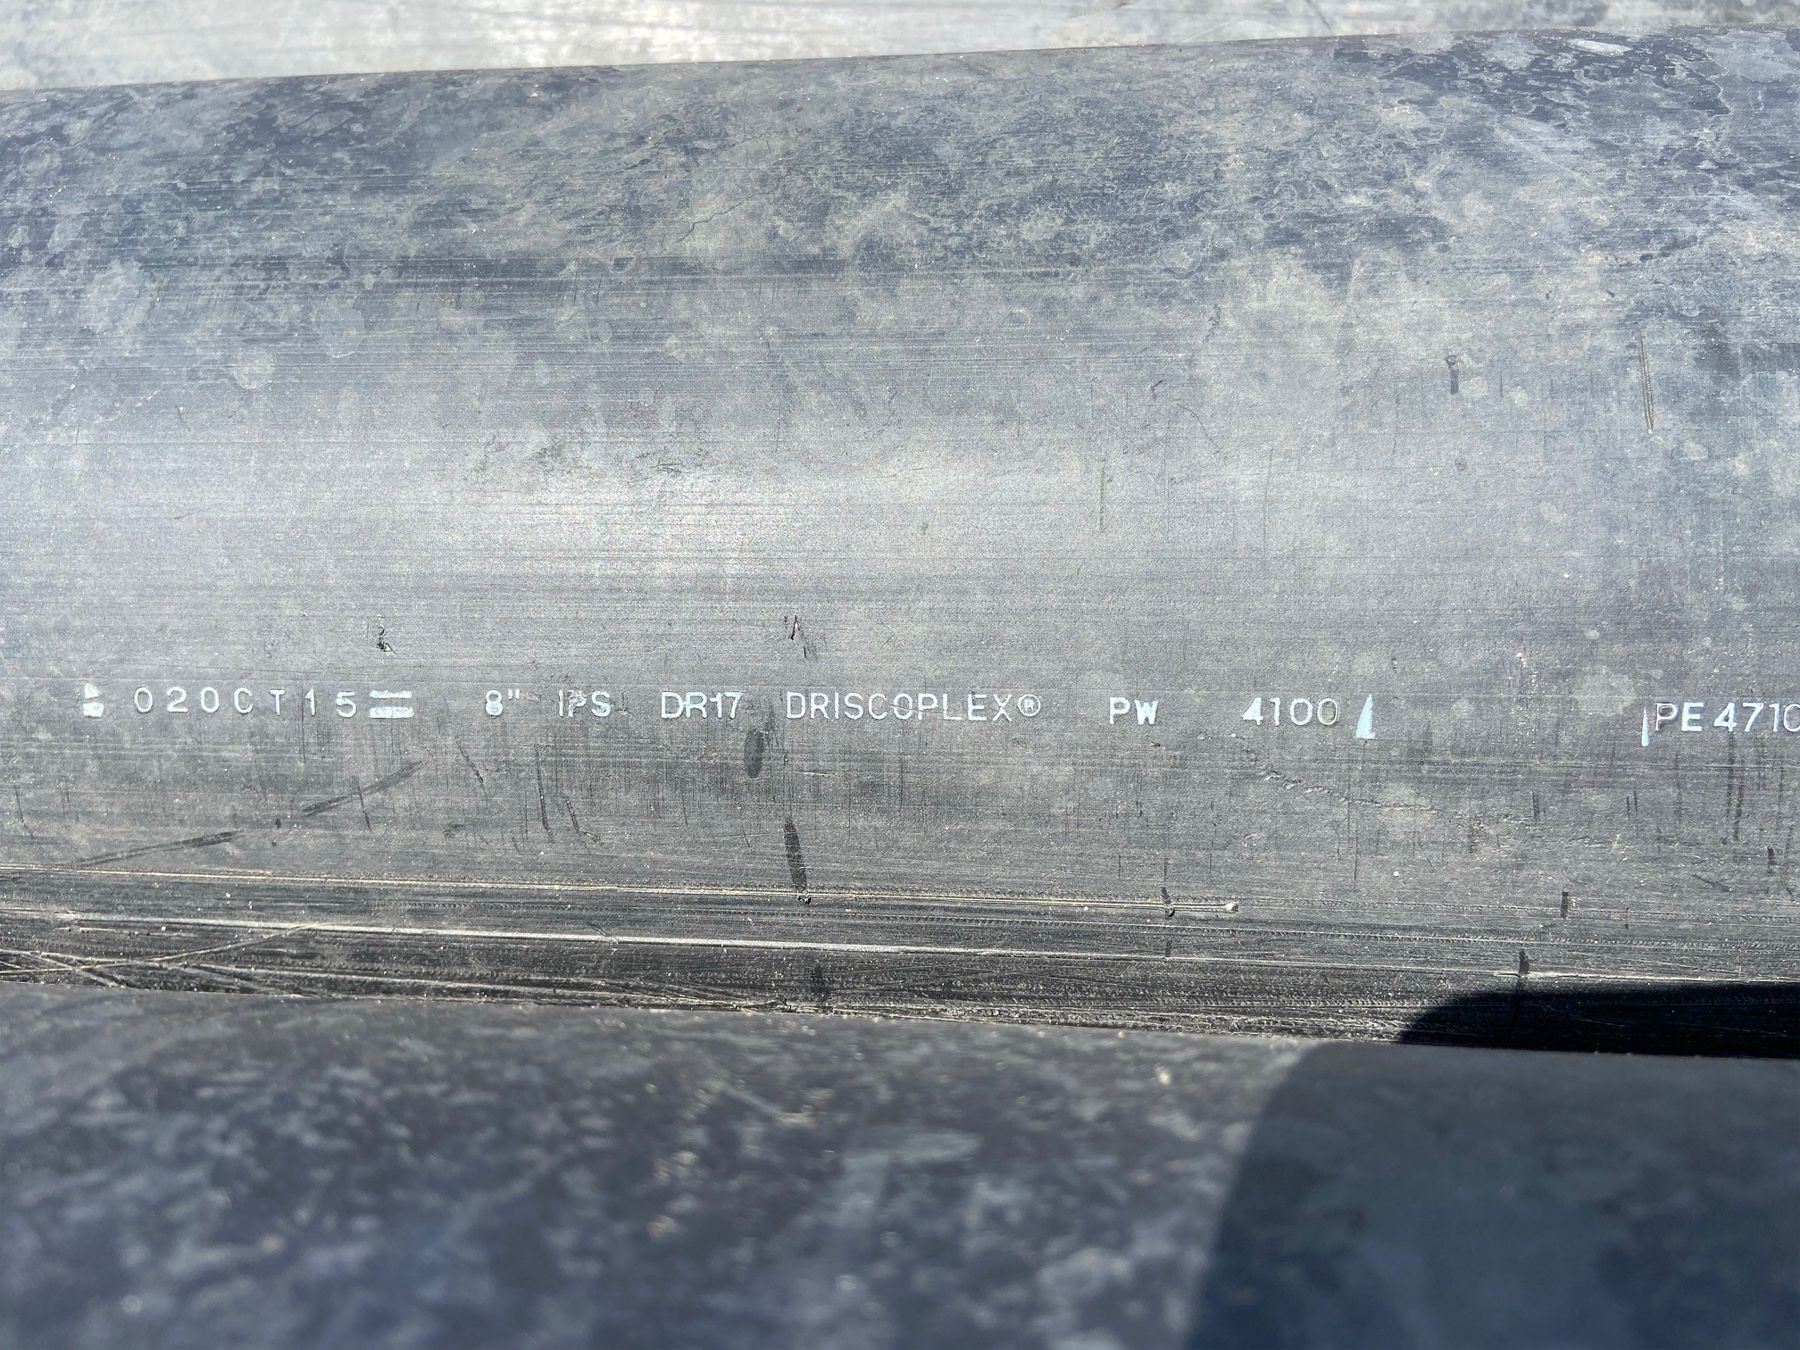 02OCT15 8" IPS DR17 DRISCOPLEX® PW 4100 PE4710